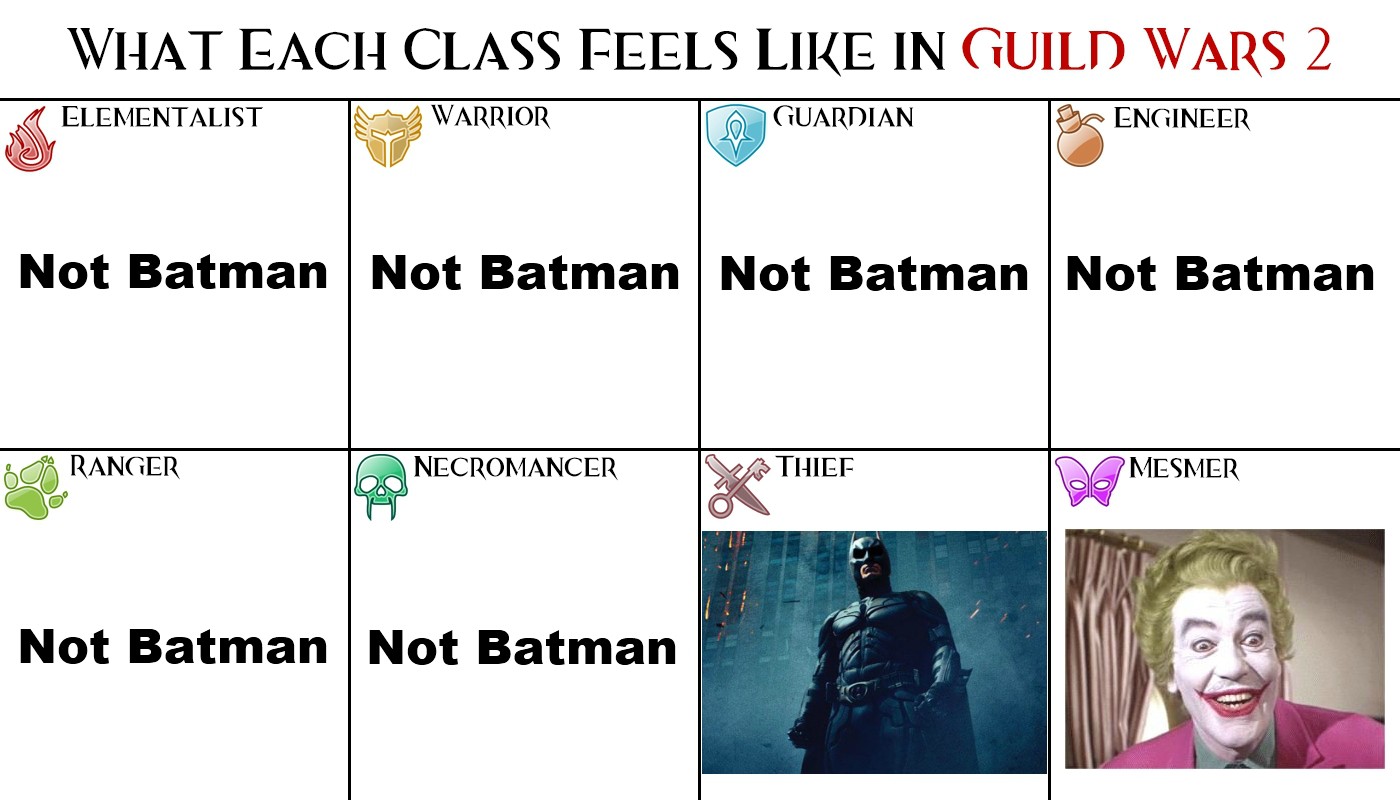 What Each Class Feels Like in Guild Wars 2
Elementalist
Warrior
Guardian
Engineer
Not Batman
Not Batman
Not Batman
Not Batman
Ranger
Necromancer
Thief
Mesmer
Not Batman
Not Batman